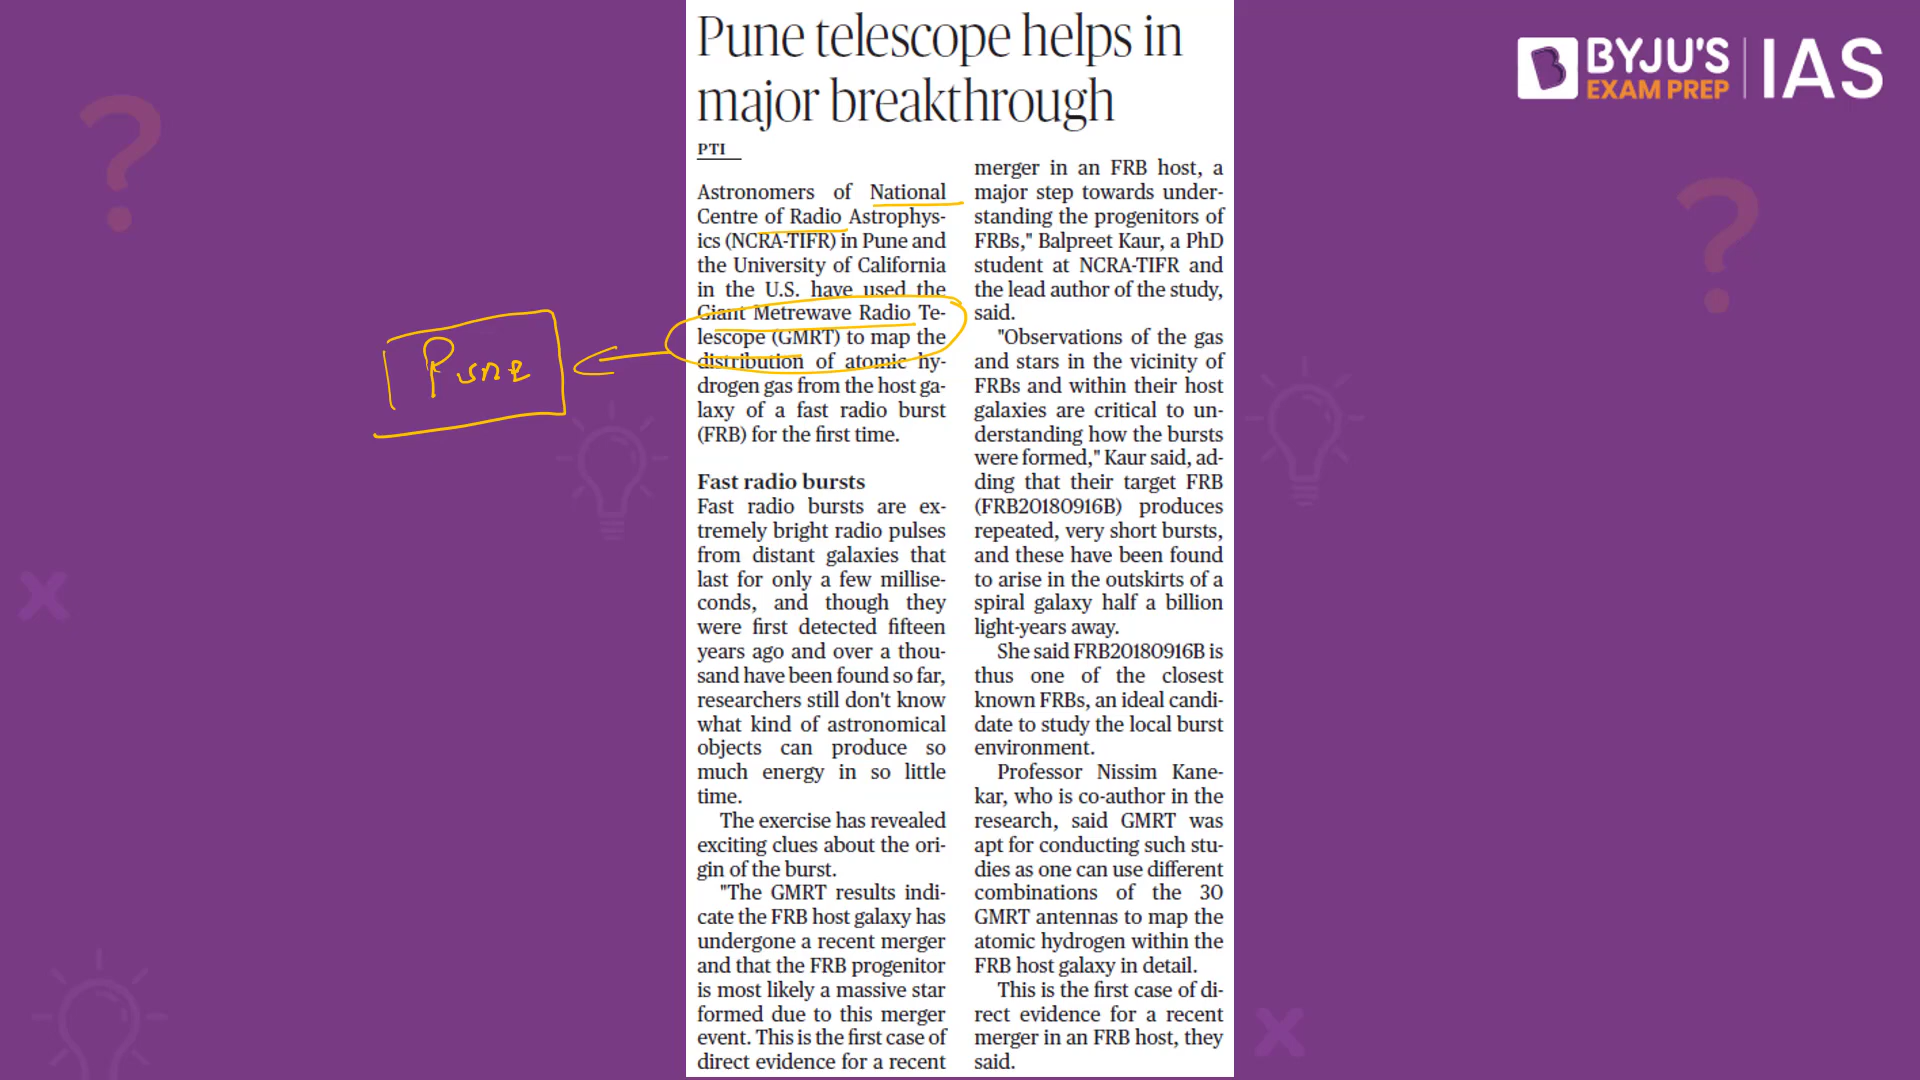 Pune telescope helps in
major breakthrough
PTI
Astronomers of National
Centre of Radio Astrophys-
ics (NCRA-TIFR) in Pune and
the University of California
in the U.S. have used the
Giant Metrewave Radio Te-
lescope (GMRT) to map the
distribution of atomic hy-
drogen gas from the host ga-
laxy of a fast radio burst
(FRB) for the first time.
Fast radio bursts
Fast radio bursts are ex-
tremely bright radio pulses
from distant galaxies that
last for only a few millise-
conds, and though they
were first detected fifteen
years ago and over a thou-
sand have been found so far,
researchers still don't know
what kind of astronomical
objects can produce so
much energy in so little
time.
The exercise has revealed
exciting clues about the ori-
gin of the burst.
"The GMRT results indi-
cate the FRB host galaxy has
undergone a recent merger
and that the FRB progenitor
is most likely a massive star
formed due to this merger
event. This is the first case of
direct evidence for a recent
merger in an FRB host, a
major step towards under-
standing the progenitors of
FRBs," Balpreet Kaur, a PhD
student at NCRA-TIFR and
the lead author of the study,
said.
"Observations of the gas
and stars in the vicinity of
FRBs and within their host
galaxies are critical to un-
derstanding how the bursts
were formed," Kaur said, ad-
ding that their target FRB
(FRB20180916B) produces
repeated, very short bursts,
and these have been found
to arise in the outskirts of a
spiral galaxy half a billion
light-years away.
She said FRB20180916B is
thus one of the closest
known FRBs, an ideal candi-
date to study the local burst
environment.
Professor Nissim Kane-
kar, who is co-author in the
research, said GMRT was
apt for conducting such stu-
dies as one can use different
combinations of the 30
GMRT antennas to map the
atomic hydrogen within the
FRB host galaxy in detail.
This is the first case of di-
rect evidence for a recent
merger in an FRB host, they
said.
Pune
BYJU'S
EXAM PREP
IAS